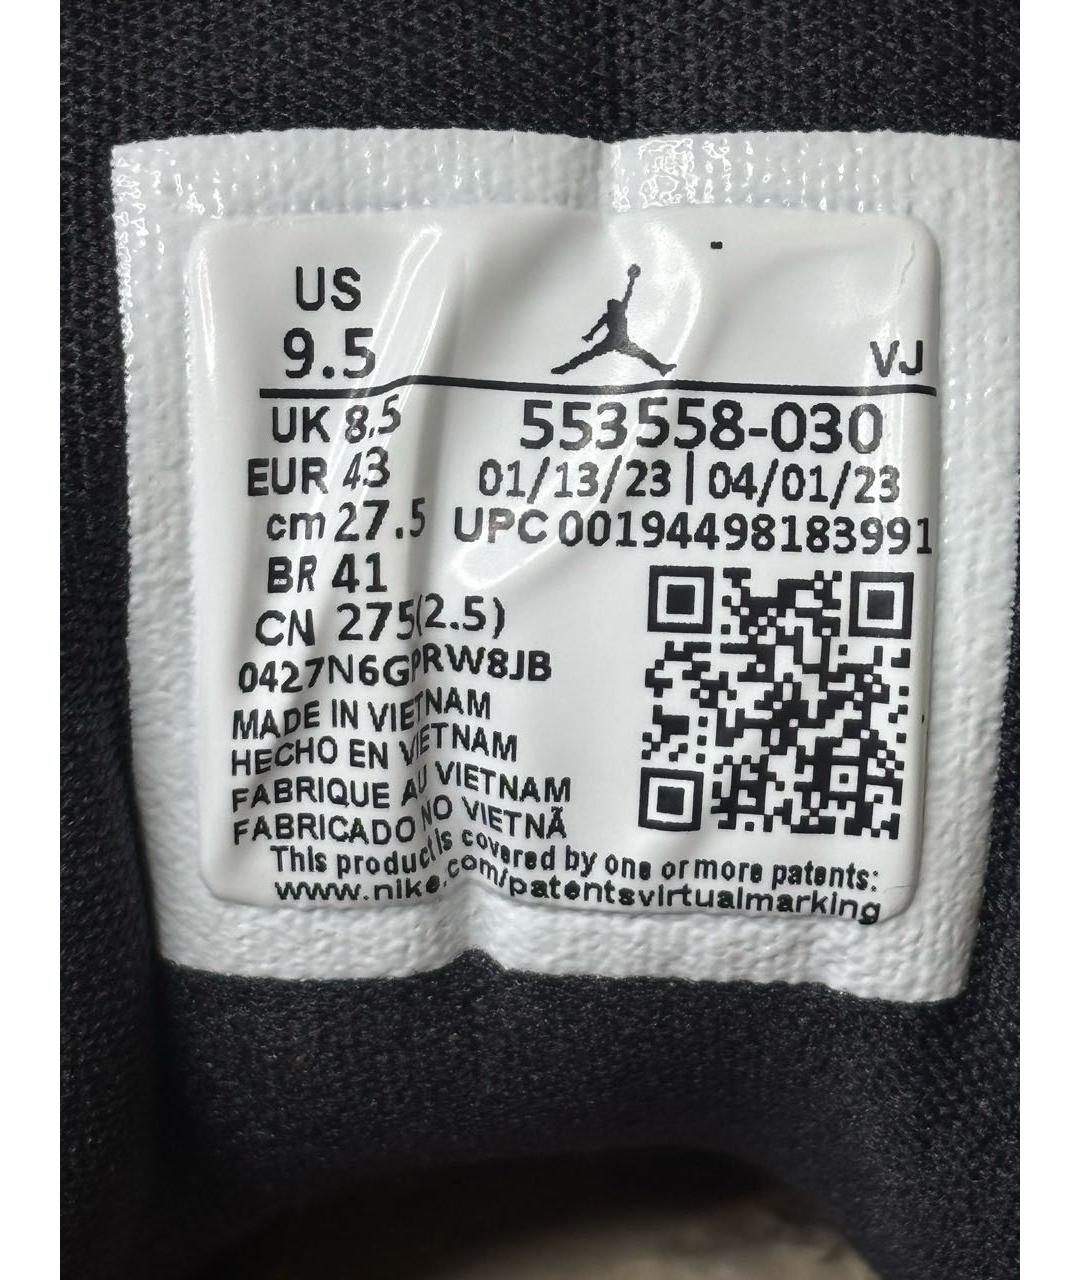 US
9.5
VJ
UK 8.5
EUR 43
cm 27.5
BR 41
CN 275(2.5)
0427N6GPRW8JB
MADE IN VIETNAM
HECHO EN VIETNAM
FABRIQUE AU VIETNAM
FABRICADO NO VIETNÃ
553558-030
01/13/23 | 04/01/23
UPC 00194498183991
This product is covered by one or more patents:
www.nike.com/patentsvirtualmarking